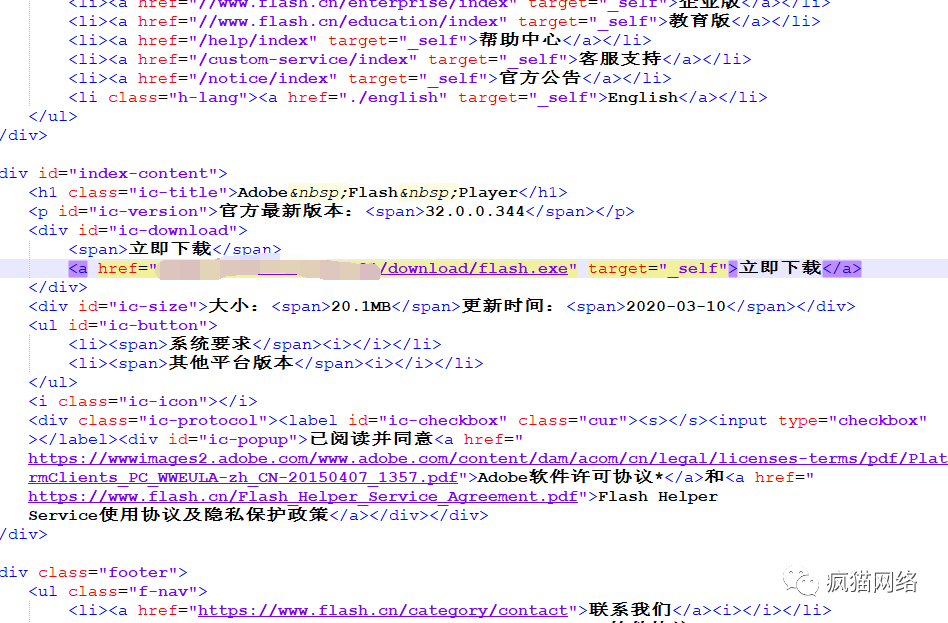 <li><a href="//www.flash.cn/enterprise/index" target="_self">企业版</a></li>
<li><a href="//www.flash.cn/education/index" target="_self">教育版</a></li>
<li><a href="/help/index" target="_self">帮助中心</a></li>
<li><a href="/custom-service/index" target="_self">客服支持</a></li>
<li><a href="/notice/index" target="_self">官方公告</a></li>
<li class="h-lang"><a href="./english" target="_self">English</a></li>
</ul>
/div>
div id="index-content">
<h1 class="ic-title">Adobe&nbsp;Flash&nbsp;Player</h1>
<p id="ic-version">官方最新版本：<span>32.0.0.344</span></p>
<div id="ic-download">
<span>立即下载</span>
<a href="/download/flash.exe" target="_self">立即下载</a>
</div>
<div id="ic-size">大小：<span>20.1MB</span>更新时间：<span>2020-03-10</span></div>
<ul id="ic-button">
<li><span>系统要求</span><i></i></li>
<li><span>其他平台版本</span><i></i></li>
</ul>
<i class="ic-icon"></i>
<div class="ic-protocol"><label id="ic-checkbox" class="cur"><s></s><input type="checkbox"
></label><div id="ic-popup">已阅读并同意<a href="
https://wwwimages2.adobe.com/www.adobe.com/content/dam/acom/cn/legal/licenses-terms/pdf/Plat
rmClients_PC_WWEULA-zh_CN-20150407_1357.pdf">Adobe软件许可协议*</a>和<a href="
https://www.flash.cn/Flash_Helper_Service_Agreement.pdf">Flash Helper
Service使用协议及隐私保护政策</a></div></div>
/div>
div class="footer">
<ul class="f-nav">
<li><a href="https://www.flash.cn/category/contact">联系我们</a><i></i></li>
疯猫网络